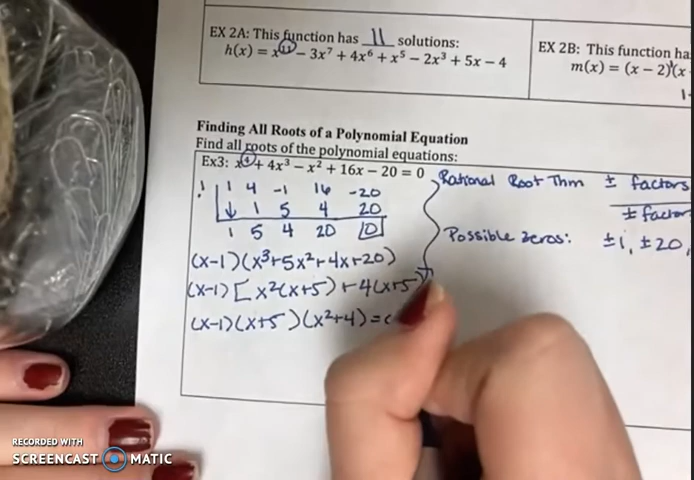 EX 2A: This function has 11 solutions:
h(x) = x¹¹ − 3x⁷ + 4x⁶ + x⁵ − 2x³ + 5x − 4
EX 2B: This function ha
m(x) = (x − 2)⁴(x
Finding All Roots of a Polynomial Equation
Find all roots of the polynomial equations:
Ex3: x⁴ + 4x³ − x² + 16x − 20 = 0
1 4 -1 16 -20
1 5 4 20
1 5 4 20 0
(x-1)(x³+5x²+4x+20)
(x-1)[x²(x+5)+4(x+5)]
(x-1)(x+5)(x²+4)=
Rational Root Thm ± factors
± factor
Possible zeros: ±1, ±20,
RECORDED WITH
SCREENCAST MATIC